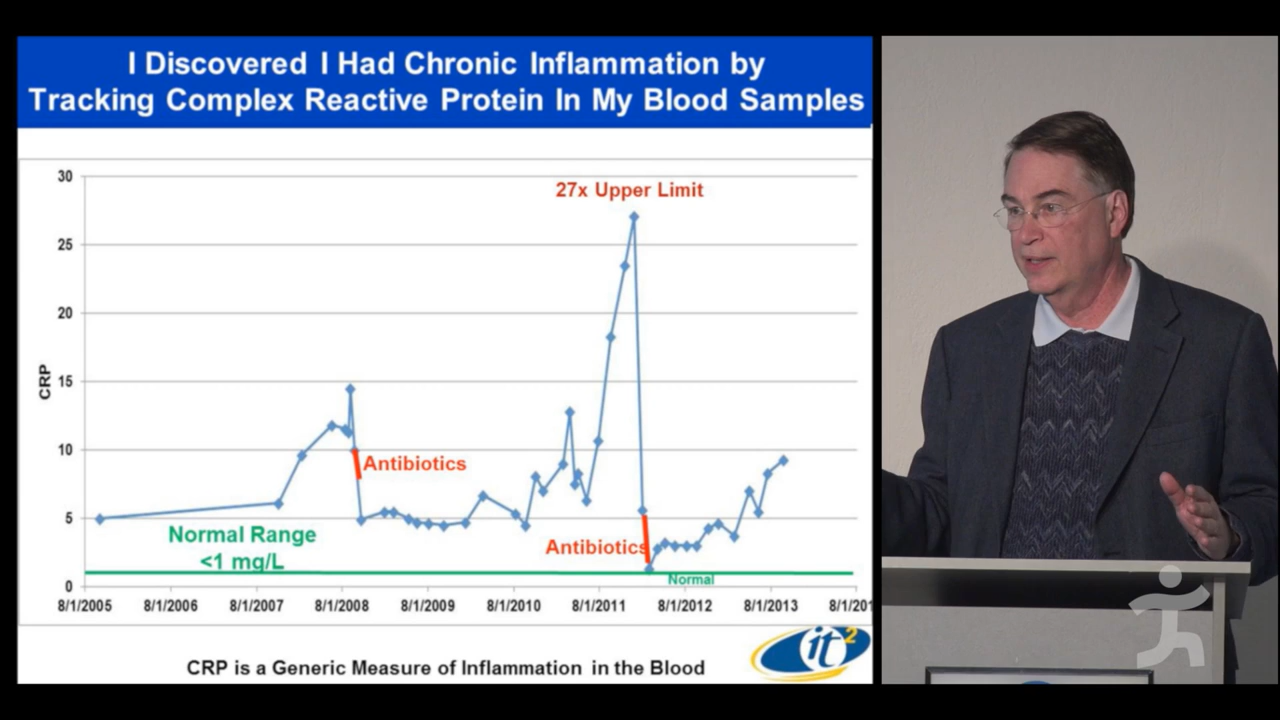 I Discovered I Had Chronic Inflammation by
Tracking Complex Reactive Protein In My Blood Samples
30
27x Upper Limit
25
20
CRP
15
10
Antibiotics
5
Normal Range
<1 mg/L
Antibiotics
Normal
0
8/1/2005 8/1/2006 8/1/2007 8/1/2008 8/1/2009 8/1/2010 8/1/2011 8/1/2012 8/1/2013 8/1/201
CRP is a Generic Measure of Inflammation in the Blood
it2